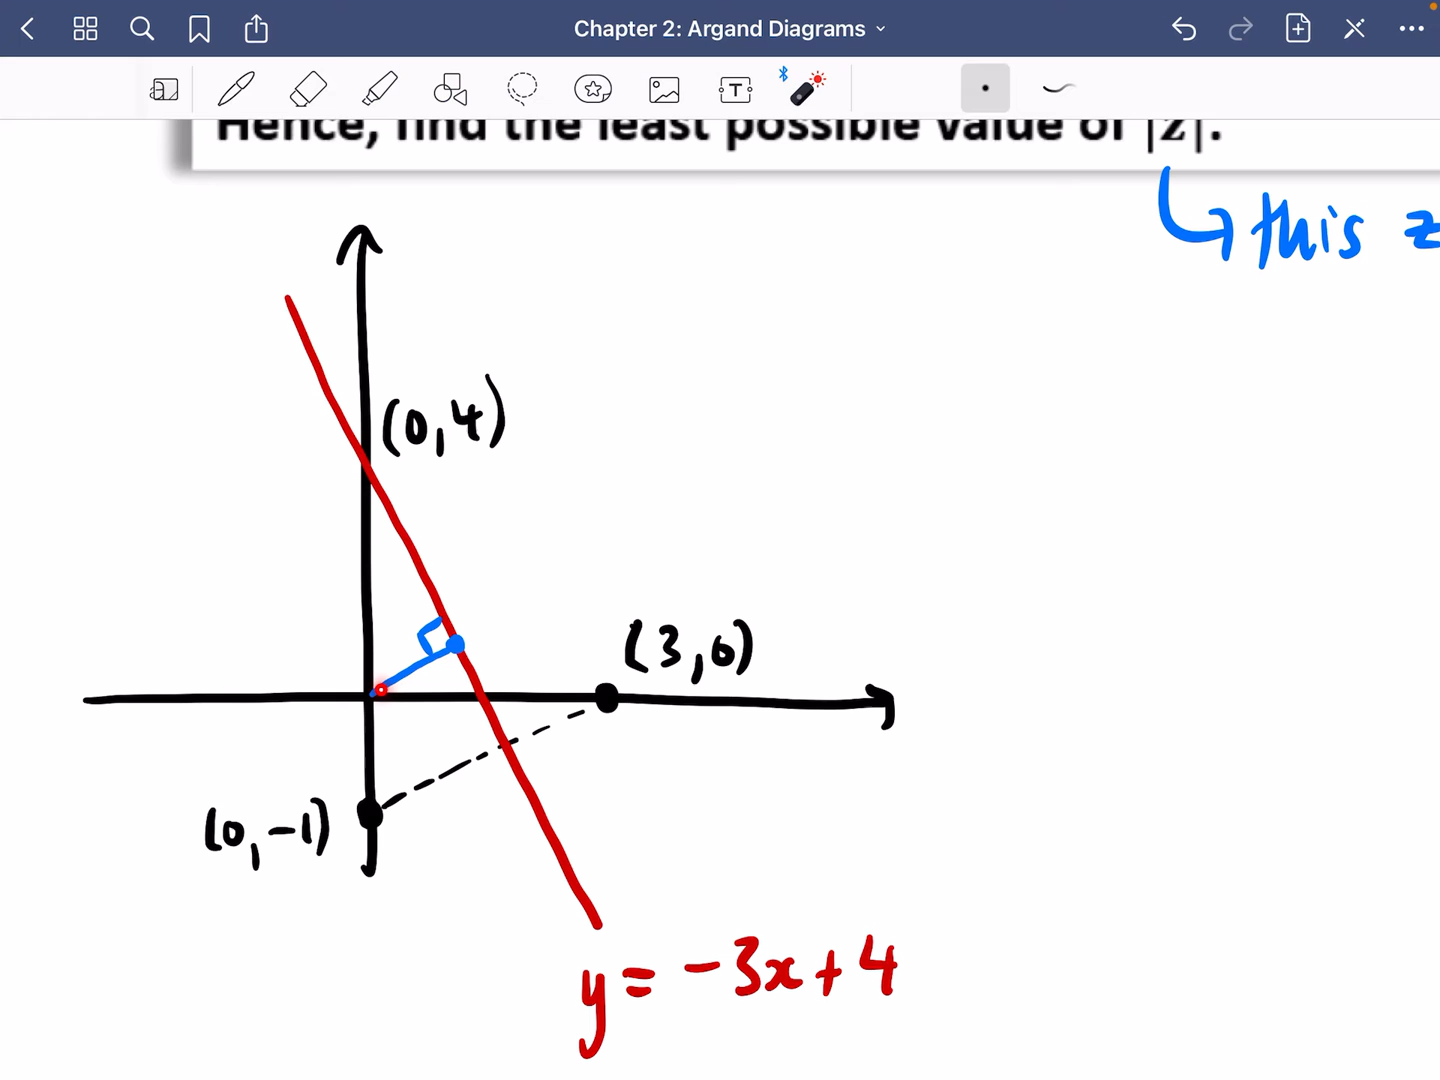 Chapter 2: Argand Diagrams
T
Hence, find the least possible value of |z|.
this z
(0,4)
(3,0)
(0,-1)
y = -3x+4